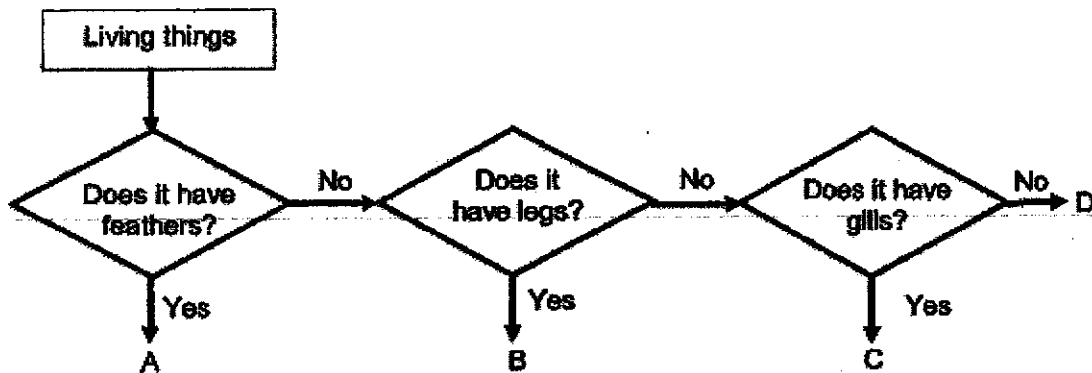 Living things
Does it have
feathers?
No
Does it
have legs?
No
Does it have
gills?
No
D
Yes
A
Yes
B
Yes
C